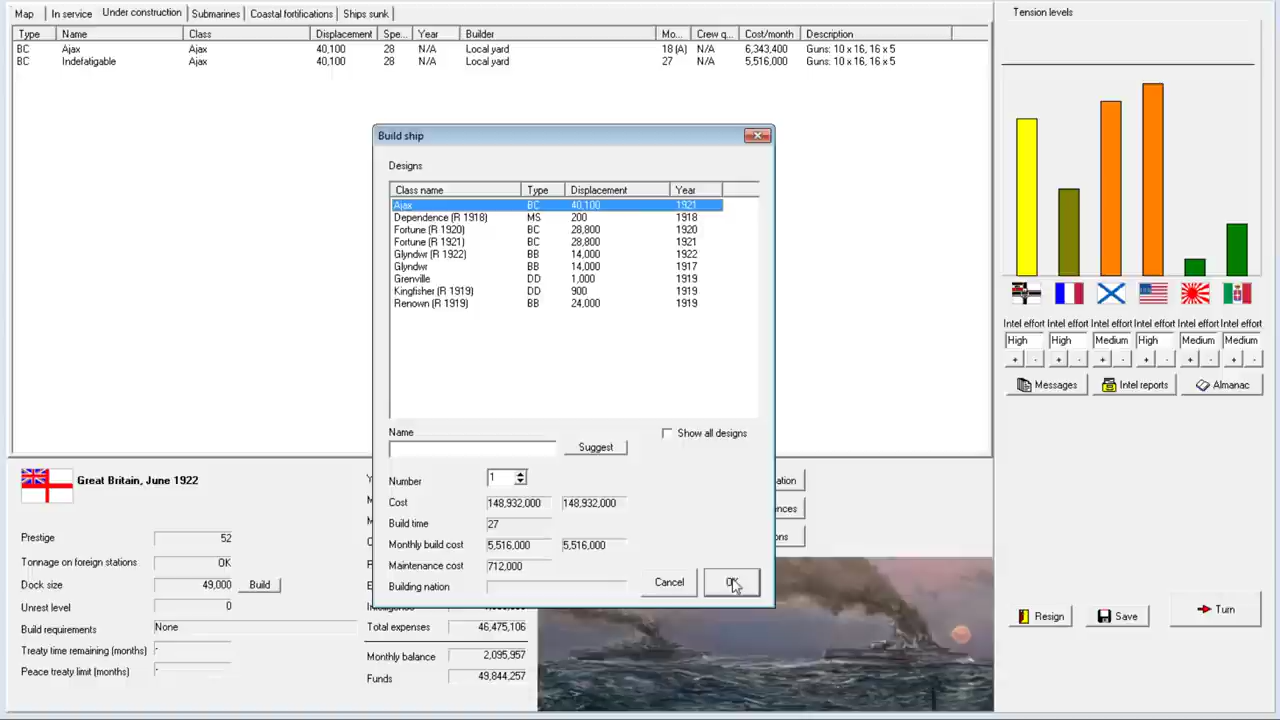 Map In service Under construction Submarines Coastal fortifications Ships sunk
Type Name Class Displacement Spe... Year Builder Mo... Crew q... Cost/month Description
BC Ajax Ajax 40,100 28 N/A Local yard 18 (A) N/A 6,343,400 Guns: 10 x 16, 16 x 5
BC Indefatigable Ajax 40,100 28 N/A Local yard 27 N/A 5,516,000 Guns: 10 x 16, 16 x 5
Build ship
Designs
Class name Type Displacement Year
Ajax BC 40,100 1921
Dependence (R 1918) MS 200 1918
Fortune (R 1920) BC 28,800 1920
Fortune (R 1921) BC 28,800 1921
Glyndwr (R 1922) BB 14,000 1922
Glyndwr BB 14,000 1917
Grenville DD 1,000 1919
Kingfisher (R 1919) DD 900 1919
Renown (R 1919) BB 24,000 1919
Name Suggest Show all designs
Number 1
Cost 148,932,000 148,932,000
Build time 27
Monthly build cost 5,516,000 5,516,000
Maintenance cost 712,000
Building nation
Cancel
Great Britain, June 1922
Prestige 52
Tonnage on foreign stations OK
Dock size 49,000 Build
Unrest level 0
Build requirements None
Treaty time remaining (months) -
Peace treaty limit (months) -
Total expenses 46,475,106
Monthly balance 2,095,957
Funds 49,844,257
Tension levels
Intel effort Intel effort Intel effort Intel effort Intel effort Intel effort
High High Medium High Medium Medium
+ - + - + - + - + - + -
Messages Intel reports Almanac
Resign Save Turn